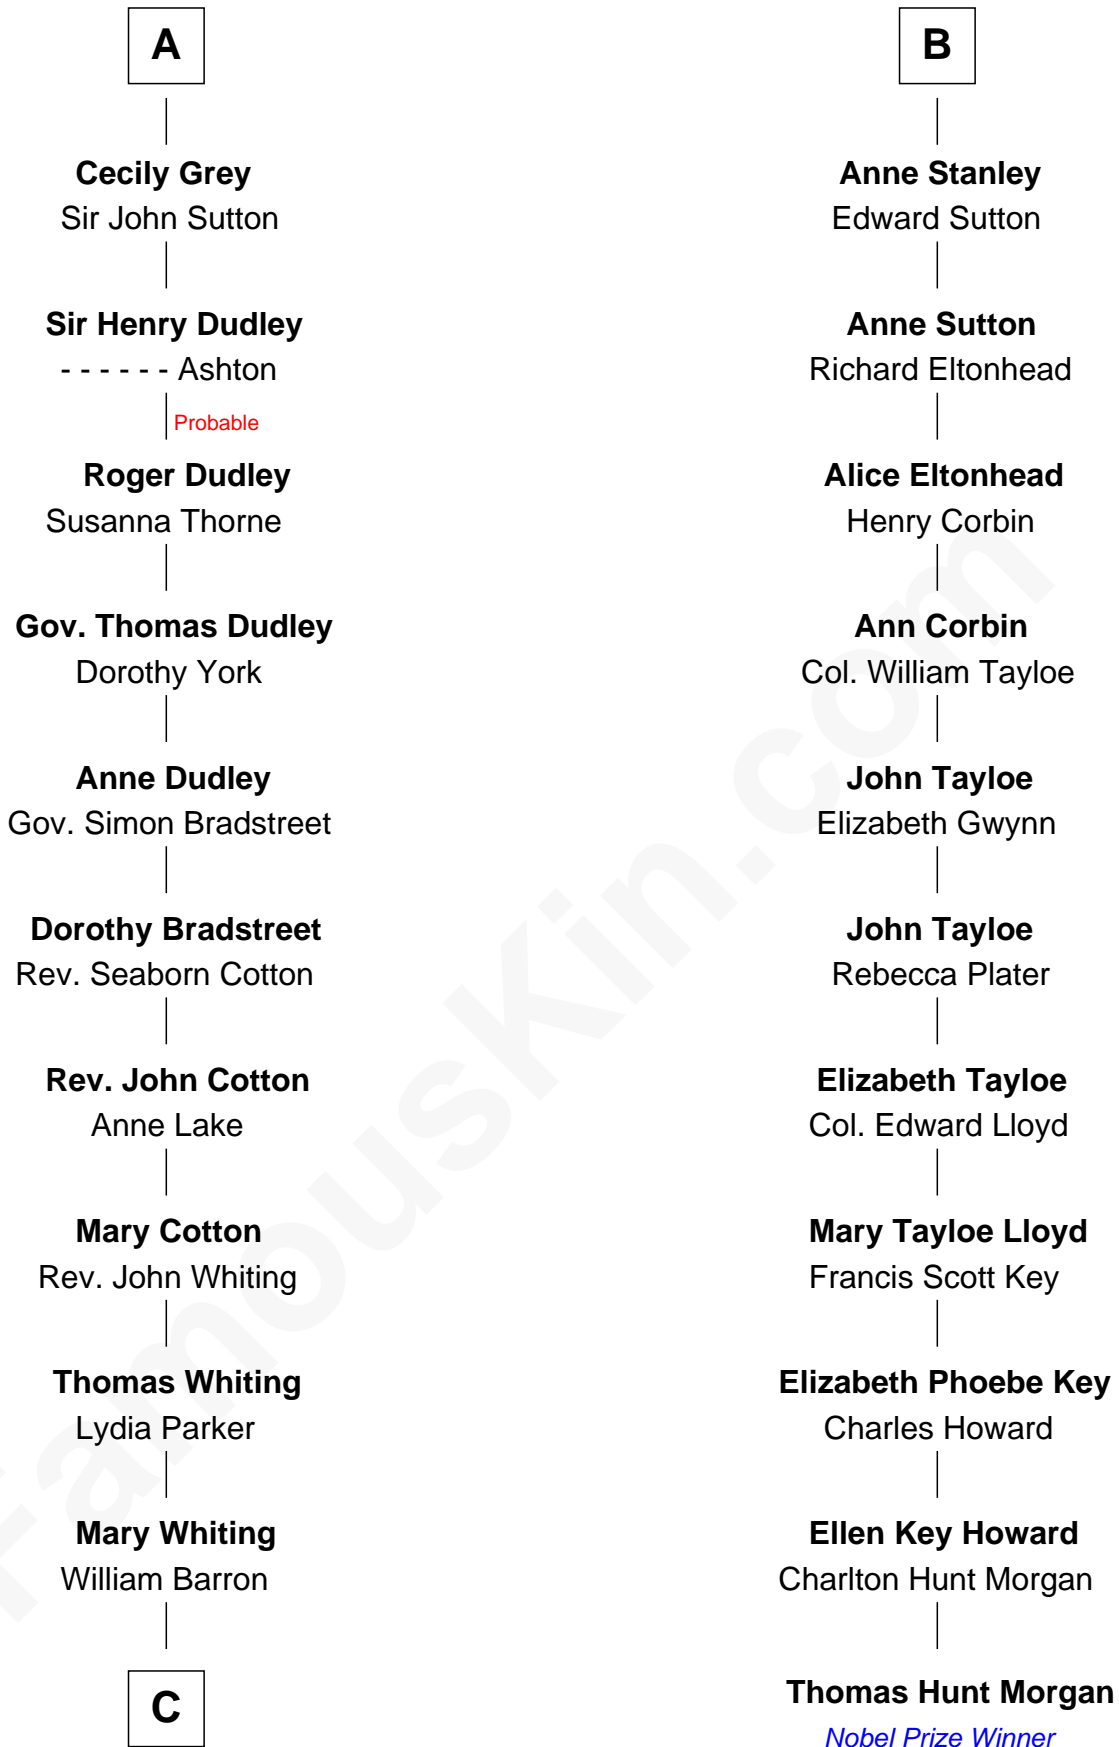 A
Cecily Grey
Sir John Sutton
Sir Henry Dudley
- - - - - - Ashton
Probable
Roger Dudley
Susanna Thorne
Gov. Thomas Dudley
Dorothy York
Anne Dudley
Gov. Simon Bradstreet
Dorothy Bradstreet
Rev. Seaborn Cotton
Rev. John Cotton
Anne Lake
Mary Cotton
Rev. John Whiting
Thomas Whiting
Lydia Parker
Mary Whiting
William Barron
C
B
Anne Stanley
Edward Sutton
Anne Sutton
Richard Eltonhead
Alice Eltonhead
Henry Corbin
Ann Corbin
Col. William Tayloe
John Tayloe
Elizabeth Gwynn
John Tayloe
Rebecca Plater
Elizabeth Tayloe
Col. Edward Lloyd
Mary Tayloe Lloyd
Francis Scott Key
Elizabeth Phoebe Key
Charles Howard
Ellen Key Howard
Charlton Hunt Morgan
Thomas Hunt Morgan
Nobel Prize Winner
FamousKin.com